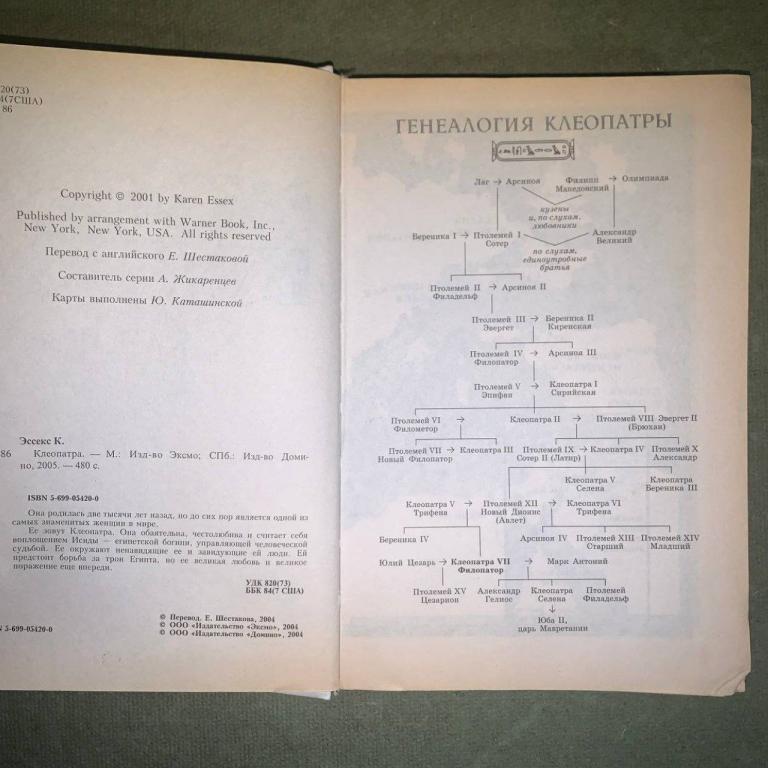 20(73)
4(7США)
86
Copyright © 2001 by Karen Essex
Published by arrangement with Warner Book, Inc.,
New York, New York, USA. All rights reserved
Перевод с английского Е. Шестаковой
Составитель серии А. Жикаренцев
Карты выполнены Ю. Каташинской
Эссекс К.
86 Клеопатра. — М.: Изд-во Эксмо; СПб.: Изд-во Доми-
но, 2005. — 480 с.
ISBN 5-699-05420-0
Она родилась две тысячи лет назад, но до сих пор является одной из
самых знаменитых женщин в мире.
Ее зовут Клеопатра. Она обаятельна, честолюбива и считает себя
воплощением Исиды — египетской богини, управляющей человеческой
судьбой. Ее окружают ненавидящие ее и завидующие ей люди. Ей
предстоит борьба за трон Египта, но ее великая любовь и великое
поражение еще впереди.
УДК 820(73)
ББК 84(7 США)
© Перевод. Е. Шестакова, 2004
© ООО «Издательство «Эксмо», 2004
© ООО «Издательство «Домино», 2004
N 5-699-05420-0
ГЕНЕАЛОГИЯ КЛЕОПАТРЫ
Лаг → Арсиноя Филипп → Олимпиада
Македонский
кузены
и, по слухам,
любовники
Вереника I → Птолемей I Александр
Сотер Великий
по слухам,
единоутробные
братья
Птолемей II → Арсиноя II
Филадельф
Птолемей III → Береника II
Эвергет Киренская
Птолемей IV → Арсиноя III
Филопатор
Птолемей V → Клеопатра I
Эпифан Сирийская
Птолемей VI → Клеопатра II → Птолемей VIII Эвергет II
Филометор (Брюхан)
Птолемей VII → Клеопатра III Птолемей IX → Клеопатра IV Птолемей X
Новый Филопатор Сотер II (Латир) Александр
Клеопатра V Клеопатра
Селена Вереника III
Клеопатра V → Птолемей XII → Клеопатра VI
Трифена Новый Дионис Трифена
(Авлет)
Береника IV Арсиноя IV Птолемей XIII Птолемей XIV
Старший Младший
Юлий Цезарь → Клеопатра VII → Марк Антоний
Филопатор
Птолемей XV Александр Клеопатра Птолемей
Цезарион Гелиос Селена Филадельф
↓
Юба II,
царь Мавретании